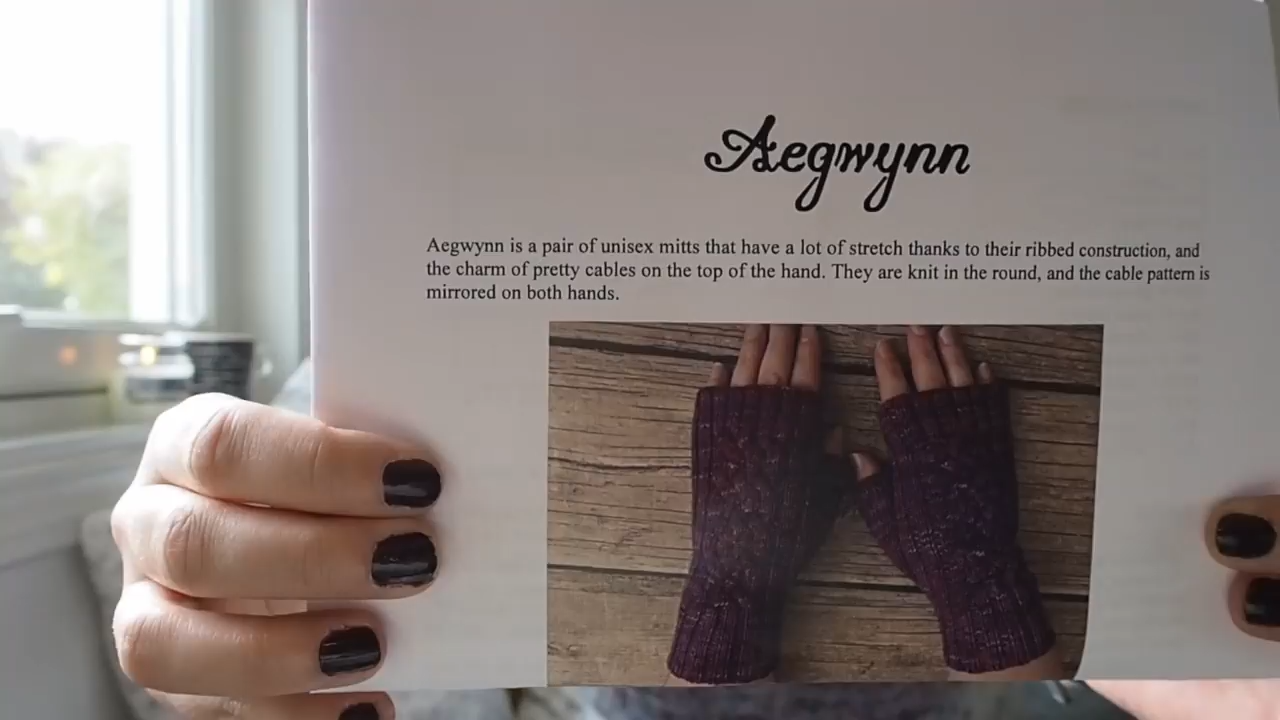 Aegwynn
Aegwynn is a pair of unisex mitts that have a lot of stretch thanks to their ribbed construction, and
the charm of pretty cables on the top of the hand. They are knit in the round, and the cable pattern is
mirrored on both hands.